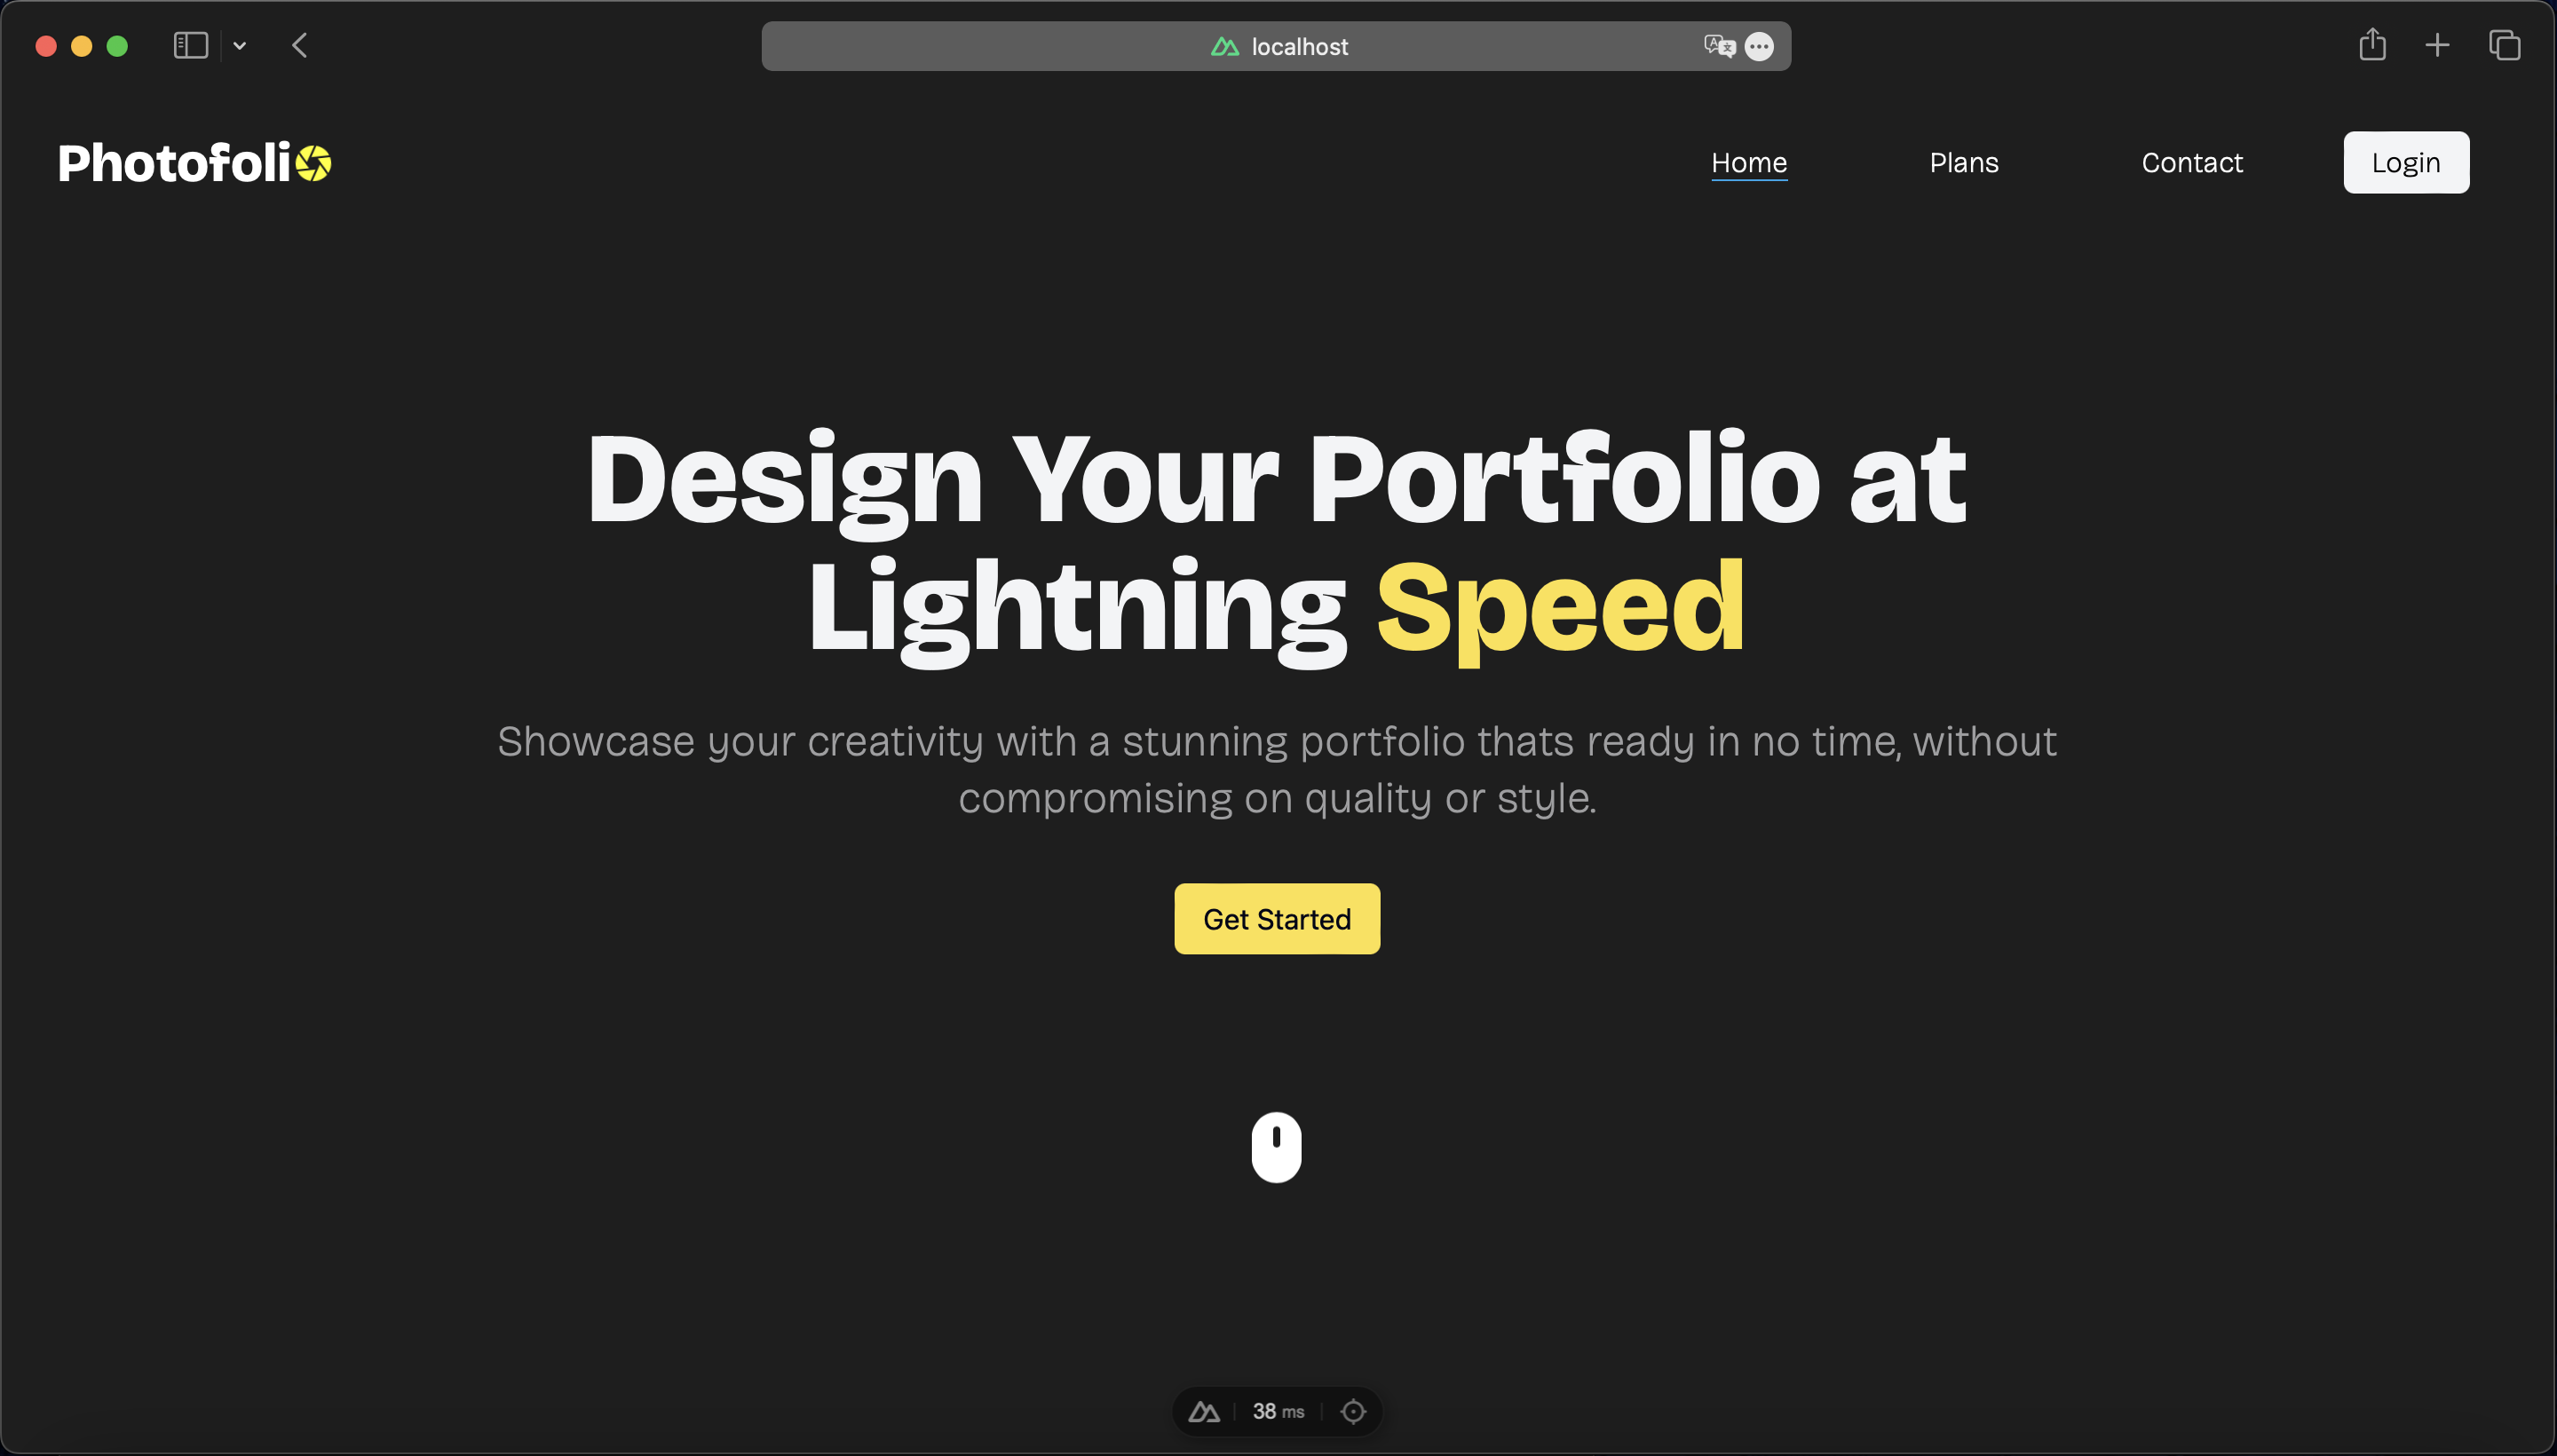 localhost
Photofolio
Home
Plans
Contact
Login
Design Your Portfolio at
Lightning Speed
Showcase your creativity with a stunning portfolio thats ready in no time, without
compromising on quality or style.
Get Started
38 ms